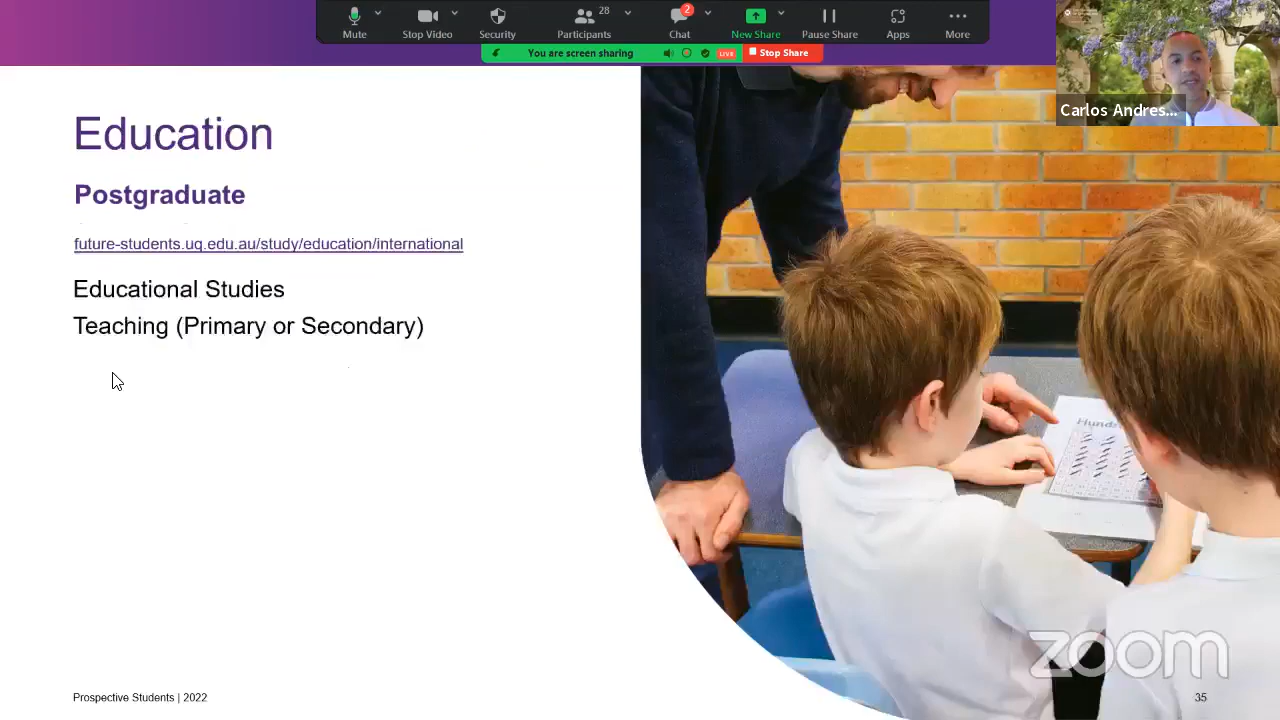 Mute
Stop Video
Security
Participants
28
Chat
2
New Share
Pause Share
Apps
More
You are screen sharing
LIVE
Stop Share
Carlos Andres...
Education
Postgraduate
future-students.uq.edu.au/study/education/international
Educational Studies
Teaching (Primary or Secondary)
Hund
zoom
Prospective Students | 2022
35